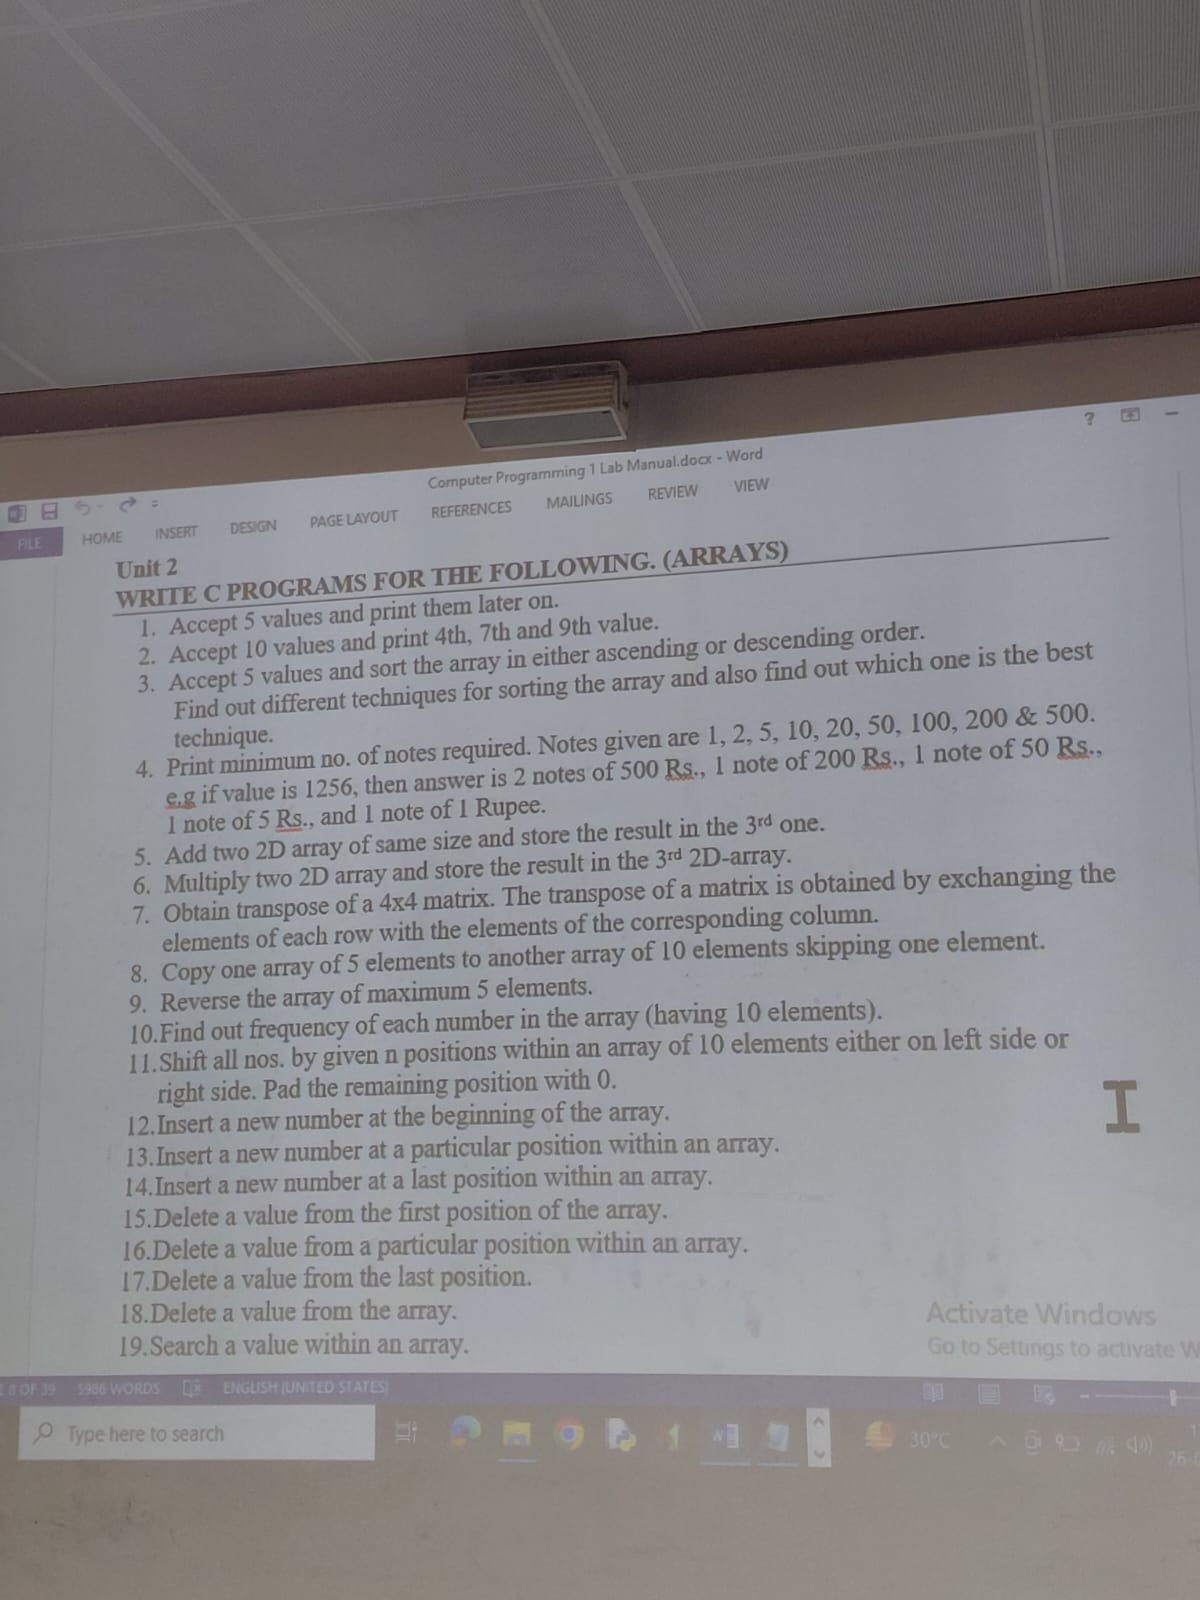 Computer Programming 1 Lab Manual.docx - Word
FILE HOME INSERT DESIGN PAGE LAYOUT REFERENCES MAILINGS REVIEW VIEW
Unit 2
WRITE C PROGRAMS FOR THE FOLLOWING. (ARRAYS)
1. Accept 5 values and print them later on.
2. Accept 10 values and print 4th, 7th and 9th value.
3. Accept 5 values and sort the array in either ascending or descending order.
Find out different techniques for sorting the array and also find out which one is the best
technique.
4. Print minimum no. of notes required. Notes given are 1, 2, 5, 10, 20, 50, 100, 200 & 500.
e.g if value is 1256, then answer is 2 notes of 500 Rs., 1 note of 200 Rs., 1 note of 50 Rs.,
1 note of 5 Rs., and 1 note of 1 Rupee.
5. Add two 2D array of same size and store the result in the 3rd one.
6. Multiply two 2D array and store the result in the 3rd 2D-array.
7. Obtain transpose of a 4x4 matrix. The transpose of a matrix is obtained by exchanging the
elements of each row with the elements of the corresponding column.
8. Copy one array of 5 elements to another array of 10 elements skipping one element.
9. Reverse the array of maximum 5 elements.
10.Find out frequency of each number in the array (having 10 elements).
11.Shift all nos. by given n positions within an array of 10 elements either on left side or
right side. Pad the remaining position with 0.
12.Insert a new number at the beginning of the array.
13.Insert a new number at a particular position within an array.
14.Insert a new number at a last position within an array.
15.Delete a value from the first position of the array.
16.Delete a value from a particular position within an array.
17.Delete a value from the last position.
18.Delete a value from the array.
19.Search a value within an array.
Activate Windows
Go to Settings to activate W
8 OF 39 5986 WORDS ENGLISH (UNITED STATES)
Type here to search
30°C